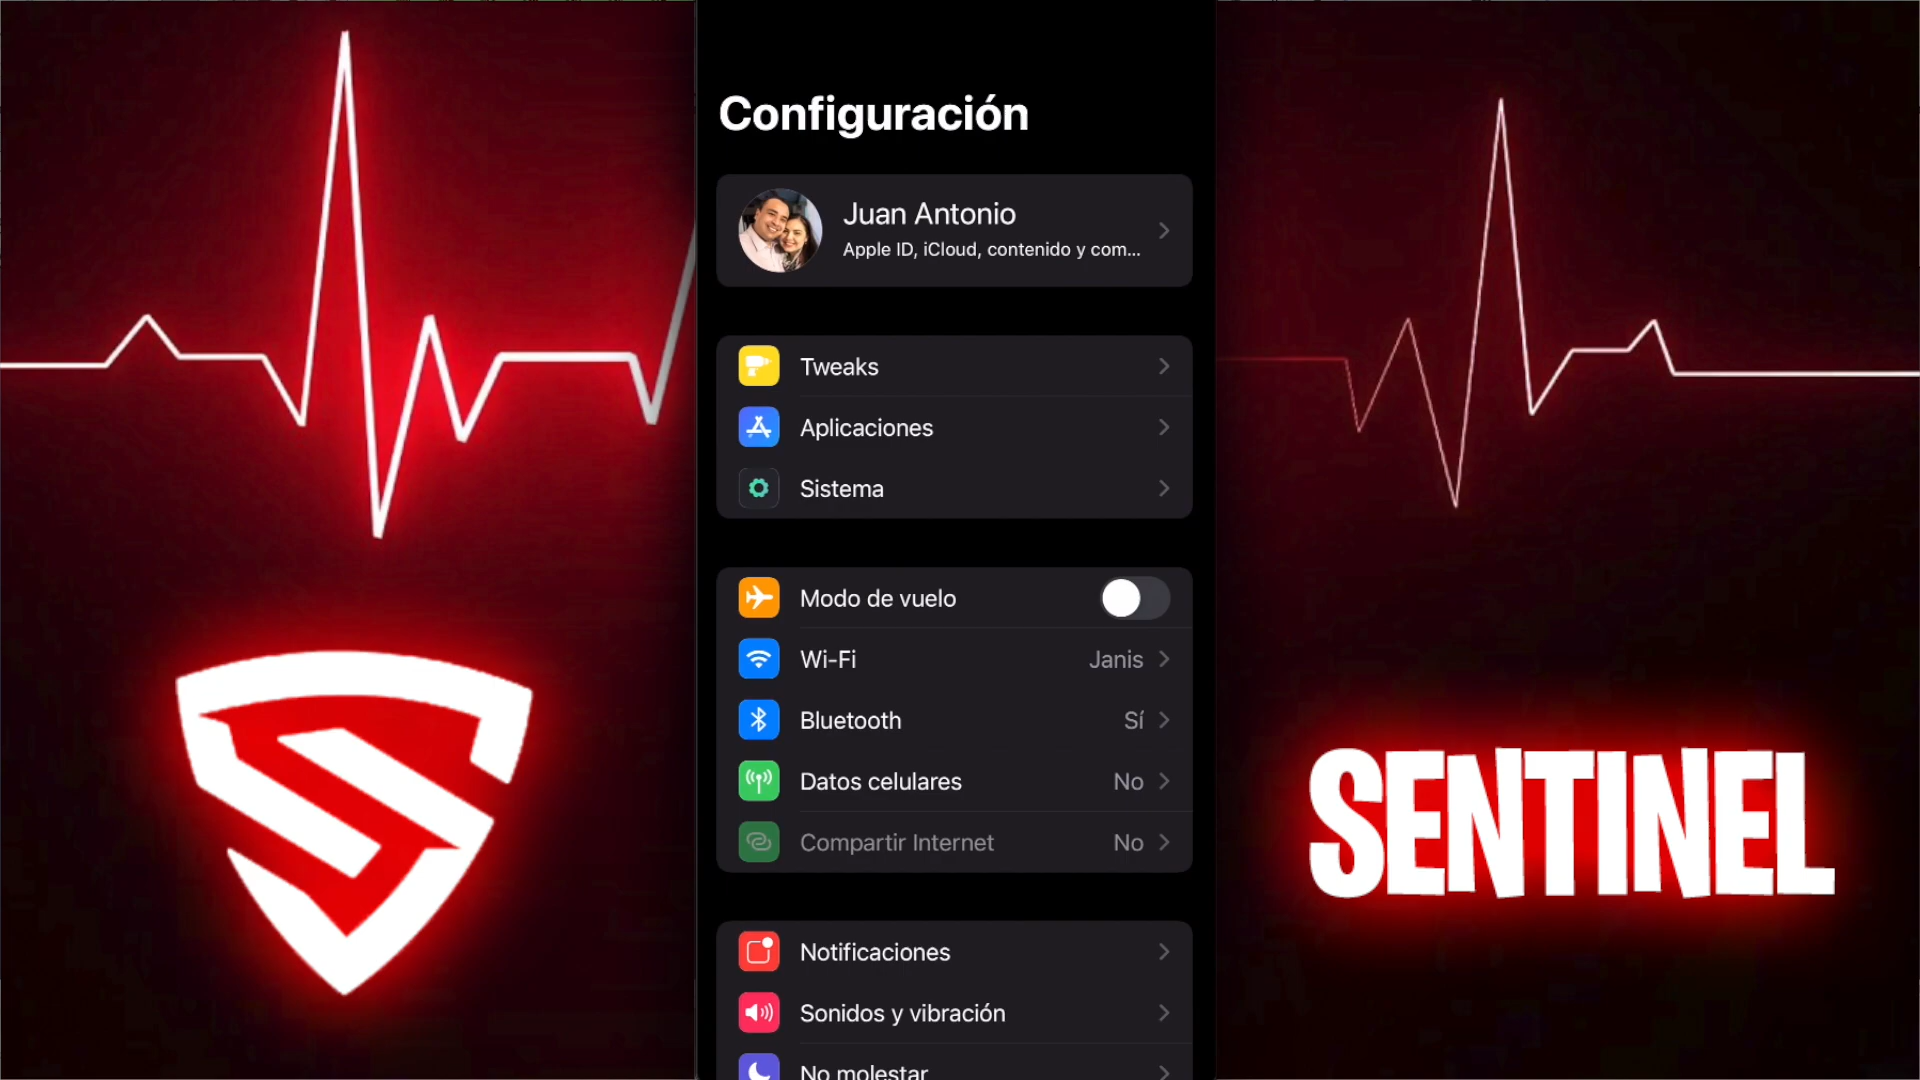 Configuración
Juan Antonio
Apple ID, iCloud, contenido y com...
Tweaks
Aplicaciones
Sistema
Modo de vuelo
Wi-Fi Janis
Bluetooth Sí
Datos celulares No
Compartir Internet No
Notificaciones
Sonidos y vibración
No molestar
SENTINEL